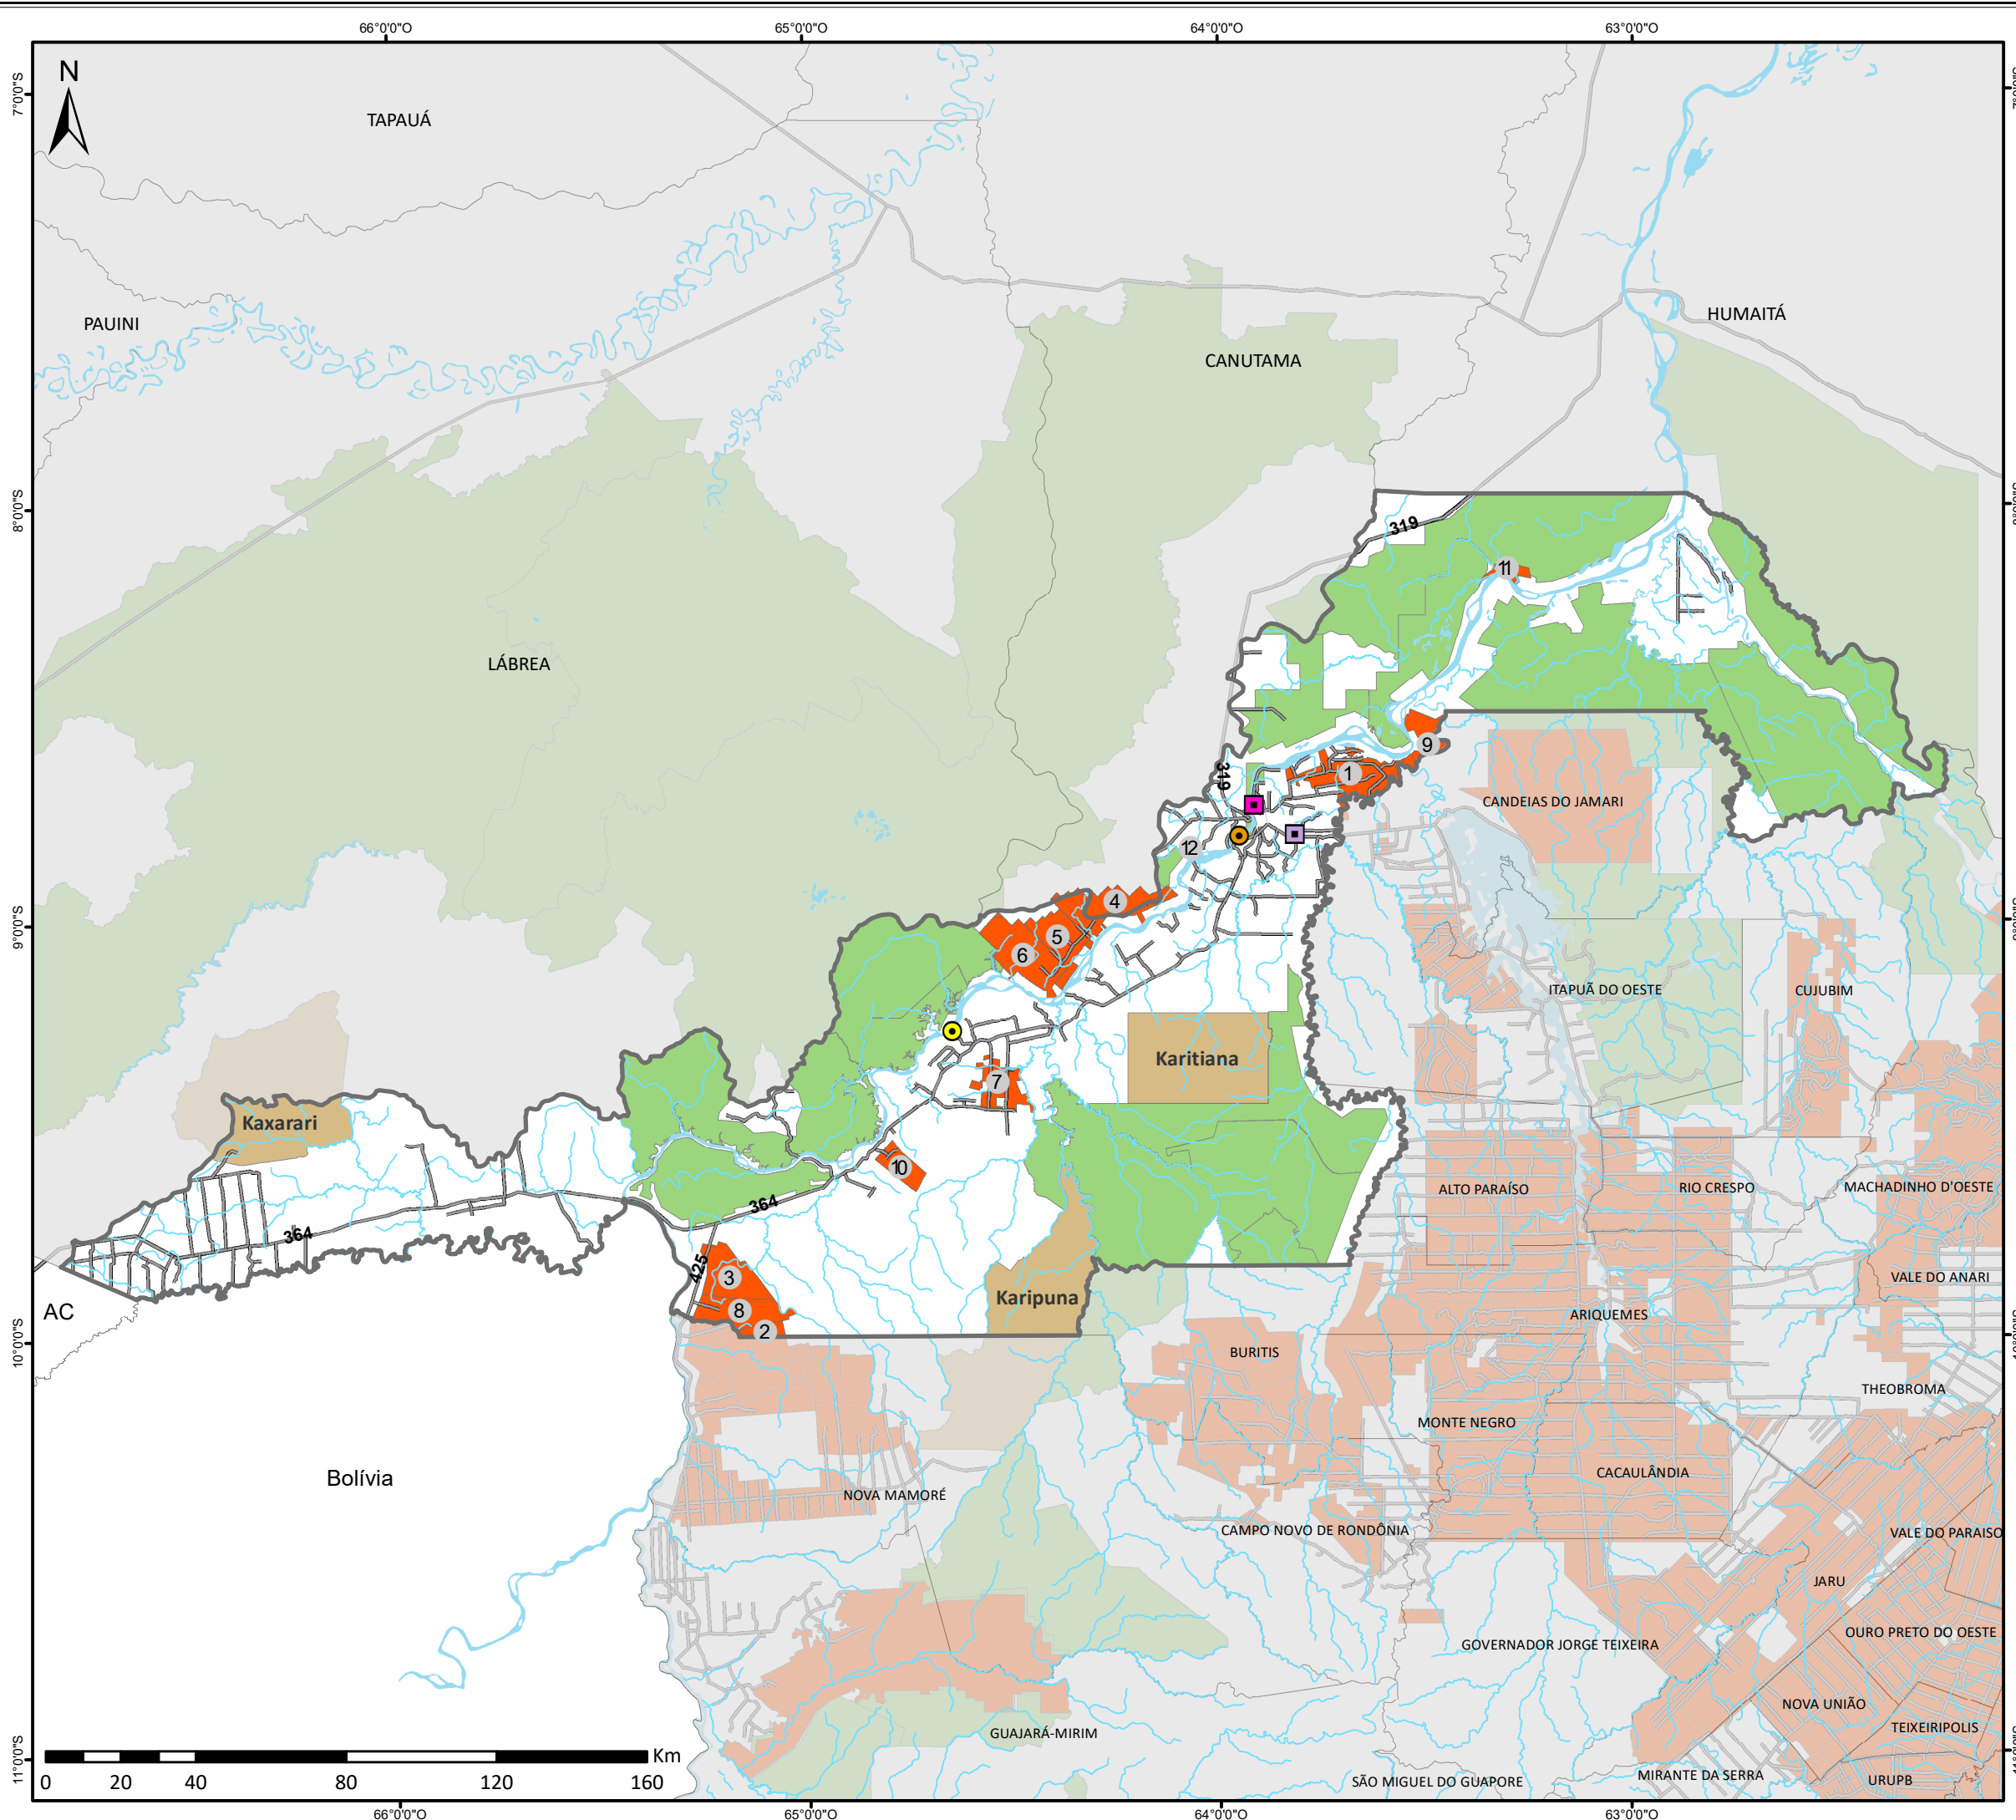 66°0'0"O
65°0'0"O
64°0'0"O
63°0'0"O
N
7°0'0"S
TAPAUÁ
PAUINI
HUMAITÁ
CANUTAMA
8°0'0"S
319
11
LÁBREA
9
319
1
CANDEIAS DO JAMARI
12
4
9°0'0"S
5
6
ITAPUÃ DO OESTE
CUJUBIM
Karitiana
7
Kaxarari
10
ALTO PARAÍSO
RIO CRESPO
MACHADINHO D'OESTE
364
364
425
3
VALE DO ANARI
Karipuna
AC
8
ARIQUEMES
2
10°0'0"S
BURITIS
THEOBROMA
MONTE NEGRO
Bolívia
CACAULÂNDIA
NOVA MAMORÉ
CAMPO NOVO DE RONDÔNIA
VALE DO PARAISO
JARU
OURO PRETO DO OESTE
GOVERNADOR JORGE TEIXEIRA
NOVA UNIÃO
TEIXEIRIPOLIS
GUAJARÁ-MIRIM
11°0'0"S
Km
0 20 40 80 120 160
SÃO MIGUEL DO GUAPORE
MIRANTE DA SERRA
URUPB
66°0'0"O
65°0'0"O
64°0'0"O
63°0'0"O